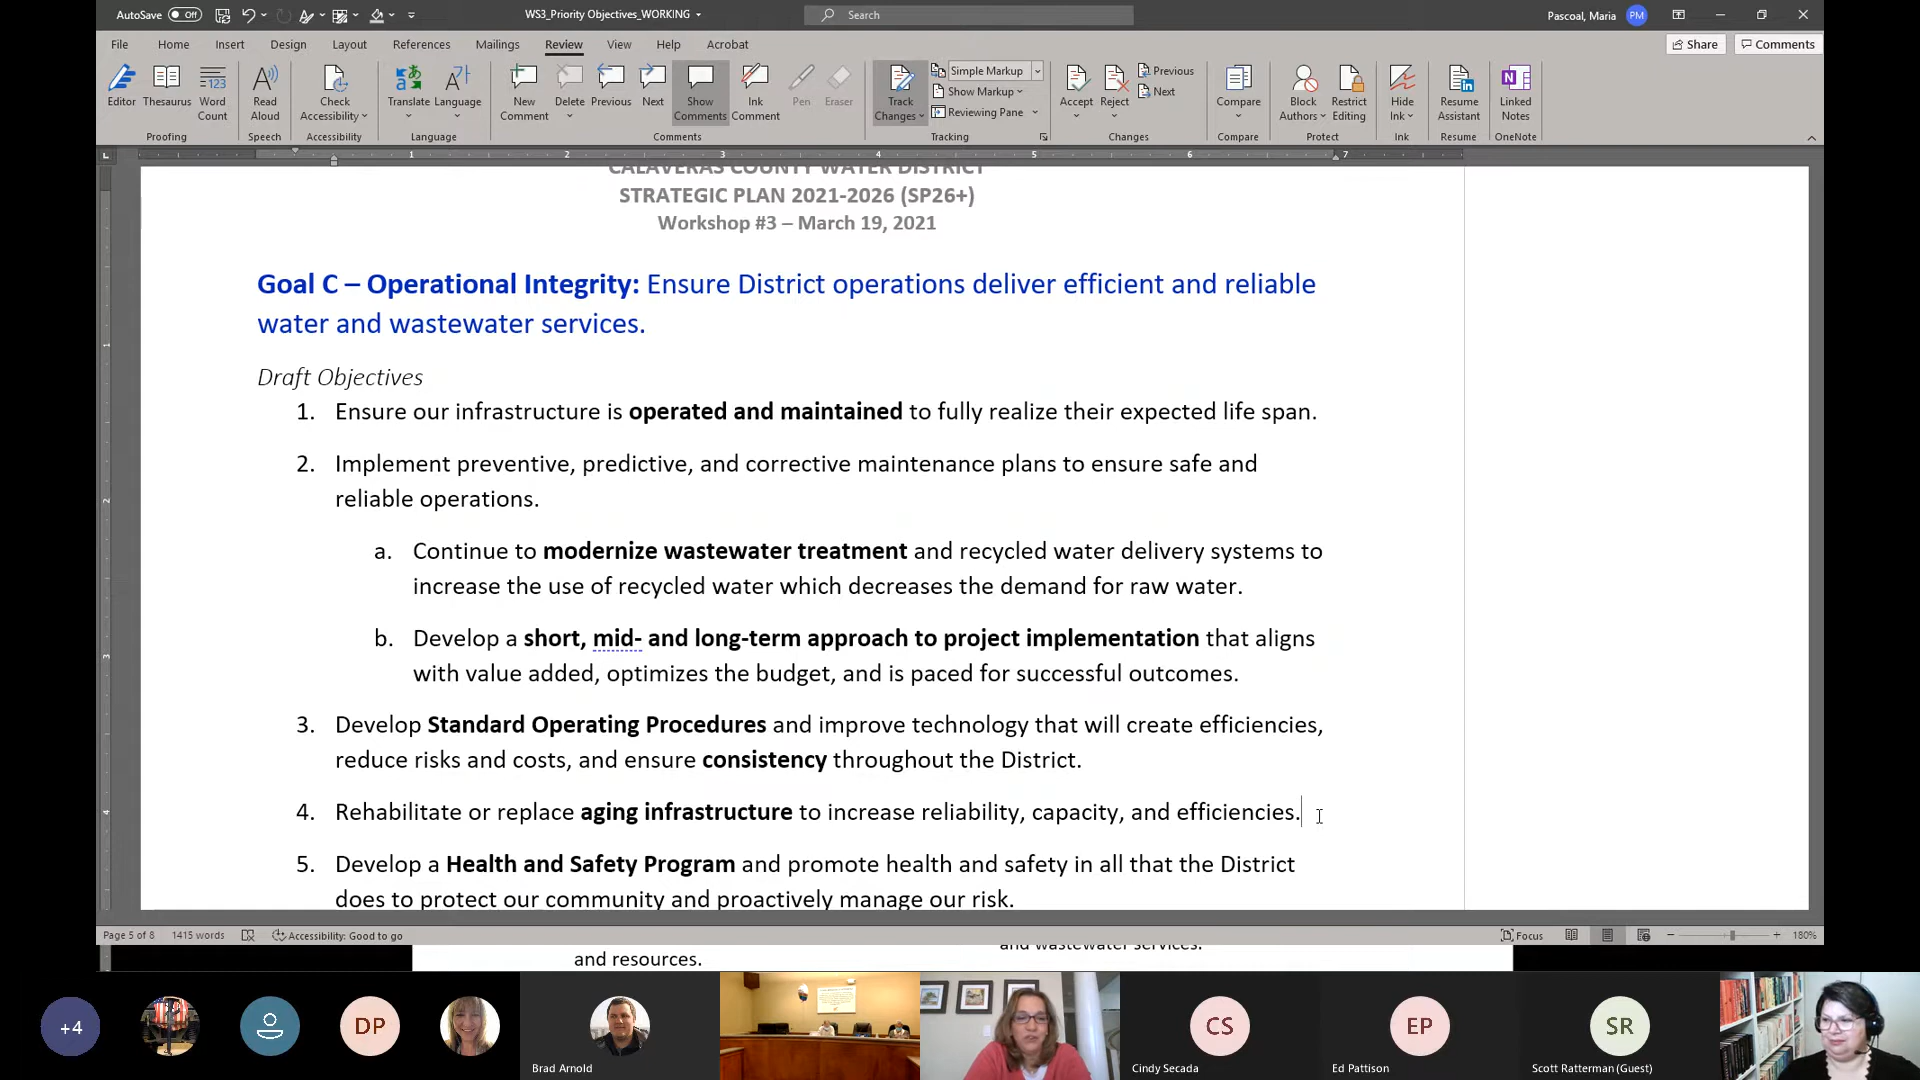 AutoSave Off
WS3_Priority Objectives_WORKING
Search
Pascoal, Maria PM
File Home Insert Design Layout References Mailings Review View Help Acrobat
Share Comments
Editor Thesaurus Word Count
Proofing
Read Aloud
Speech
Check Accessibility
Accessibility
Translate Language
Language
New Comment Delete Previous Next Show Comments Ink Comment Pen Eraser
Comments
Track Changes
Simple Markup
Show Markup
Reviewing Pane
Tracking
Accept Reject
Previous
Next
Changes
Compare
Compare
Block Authors Restrict Editing
Protect
Hide Ink
Ink
Resume Assistant
Resume
Linked Notes
OneNote
1 2 3 4 5 6 7
CALAVERAS COUNTY WATER DISTRICT
STRATEGIC PLAN 2021-2026 (SP26+)
Workshop #3 – March 19, 2021
Goal C – Operational Integrity: Ensure District operations deliver efficient and reliable
water and wastewater services.
Draft Objectives
1. Ensure our infrastructure is operated and maintained to fully realize their expected life span.
2. Implement preventive, predictive, and corrective maintenance plans to ensure safe and
reliable operations.
a. Continue to modernize wastewater treatment and recycled water delivery systems to
increase the use of recycled water which decreases the demand for raw water.
b. Develop a short, mid- and long-term approach to project implementation that aligns
with value added, optimizes the budget, and is paced for successful outcomes.
3. Develop Standard Operating Procedures and improve technology that will create efficiencies,
reduce risks and costs, and ensure consistency throughout the District.
4. Rehabilitate or replace aging infrastructure to increase reliability, capacity, and efficiencies.
5. Develop a Health and Safety Program and promote health and safety in all that the District
does to protect our community and proactively manage our risk.
Page 5 of 8 1415 words Accessibility: Good to go Focus 180%
and wastewater services.
and resources.
+4 DP CS EP SR
Brad Arnold Cindy Secada Ed Pattison Scott Ratterman (Guest)